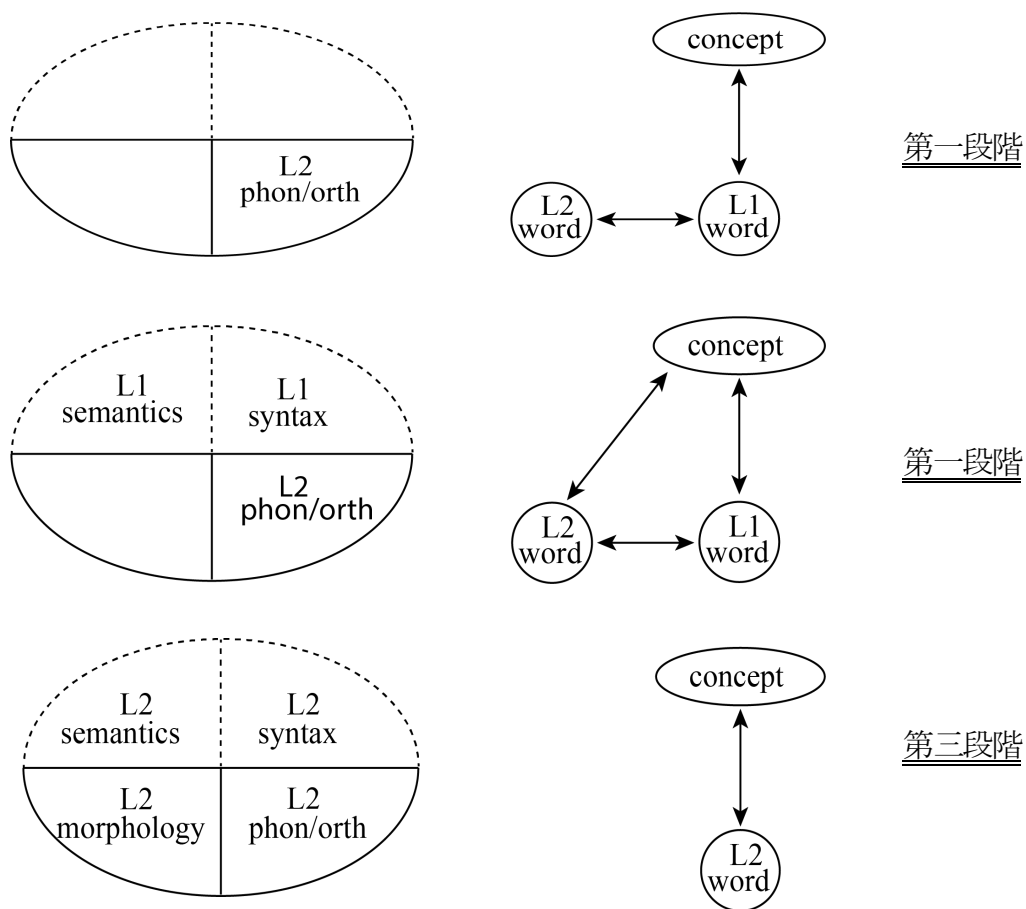 concept
第一段階
L2
phon/orth
L2
word
L1
word
concept
L1
semantics
L1
syntax
第一段階
L2
phon/orth
L2
word
L1
word
concept
L2
semantics
L2
syntax
第三段階
L2
morphology
L2
phon/orth
L2
word